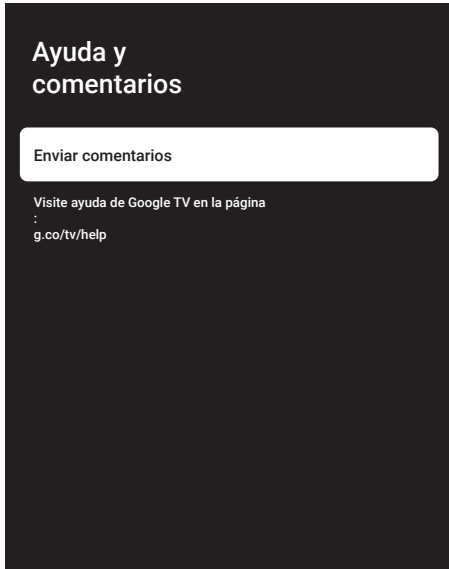 Ayuda y
comentarios
Enviar comentarios
Visite ayuda de Google TV en la página
:
g.co/tv/help